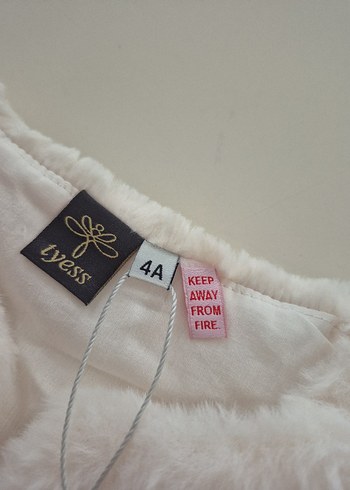 tyess
4A
KEEP
AWAY
FROM
FIRE.